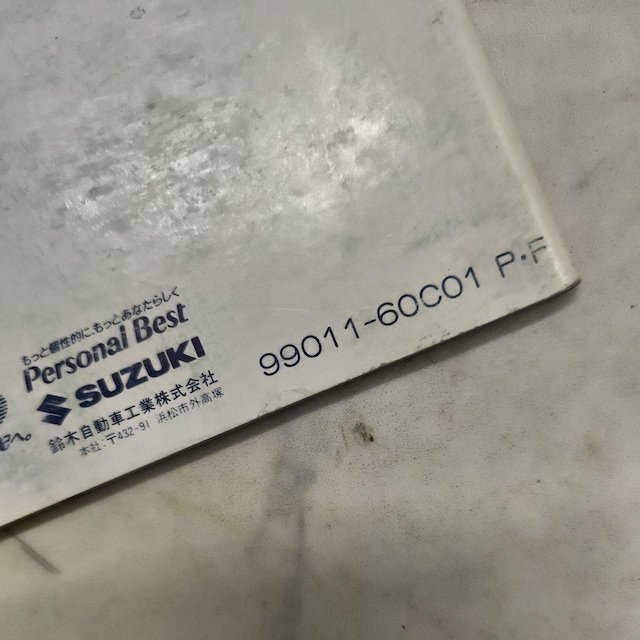 もっと個性的にもっとあなたらしく
Personal Best
SUZUKI
鈴木自動車工業株式会社
本社・〒432-91 浜松市外高塚
へ。
99011-60C01 P・F